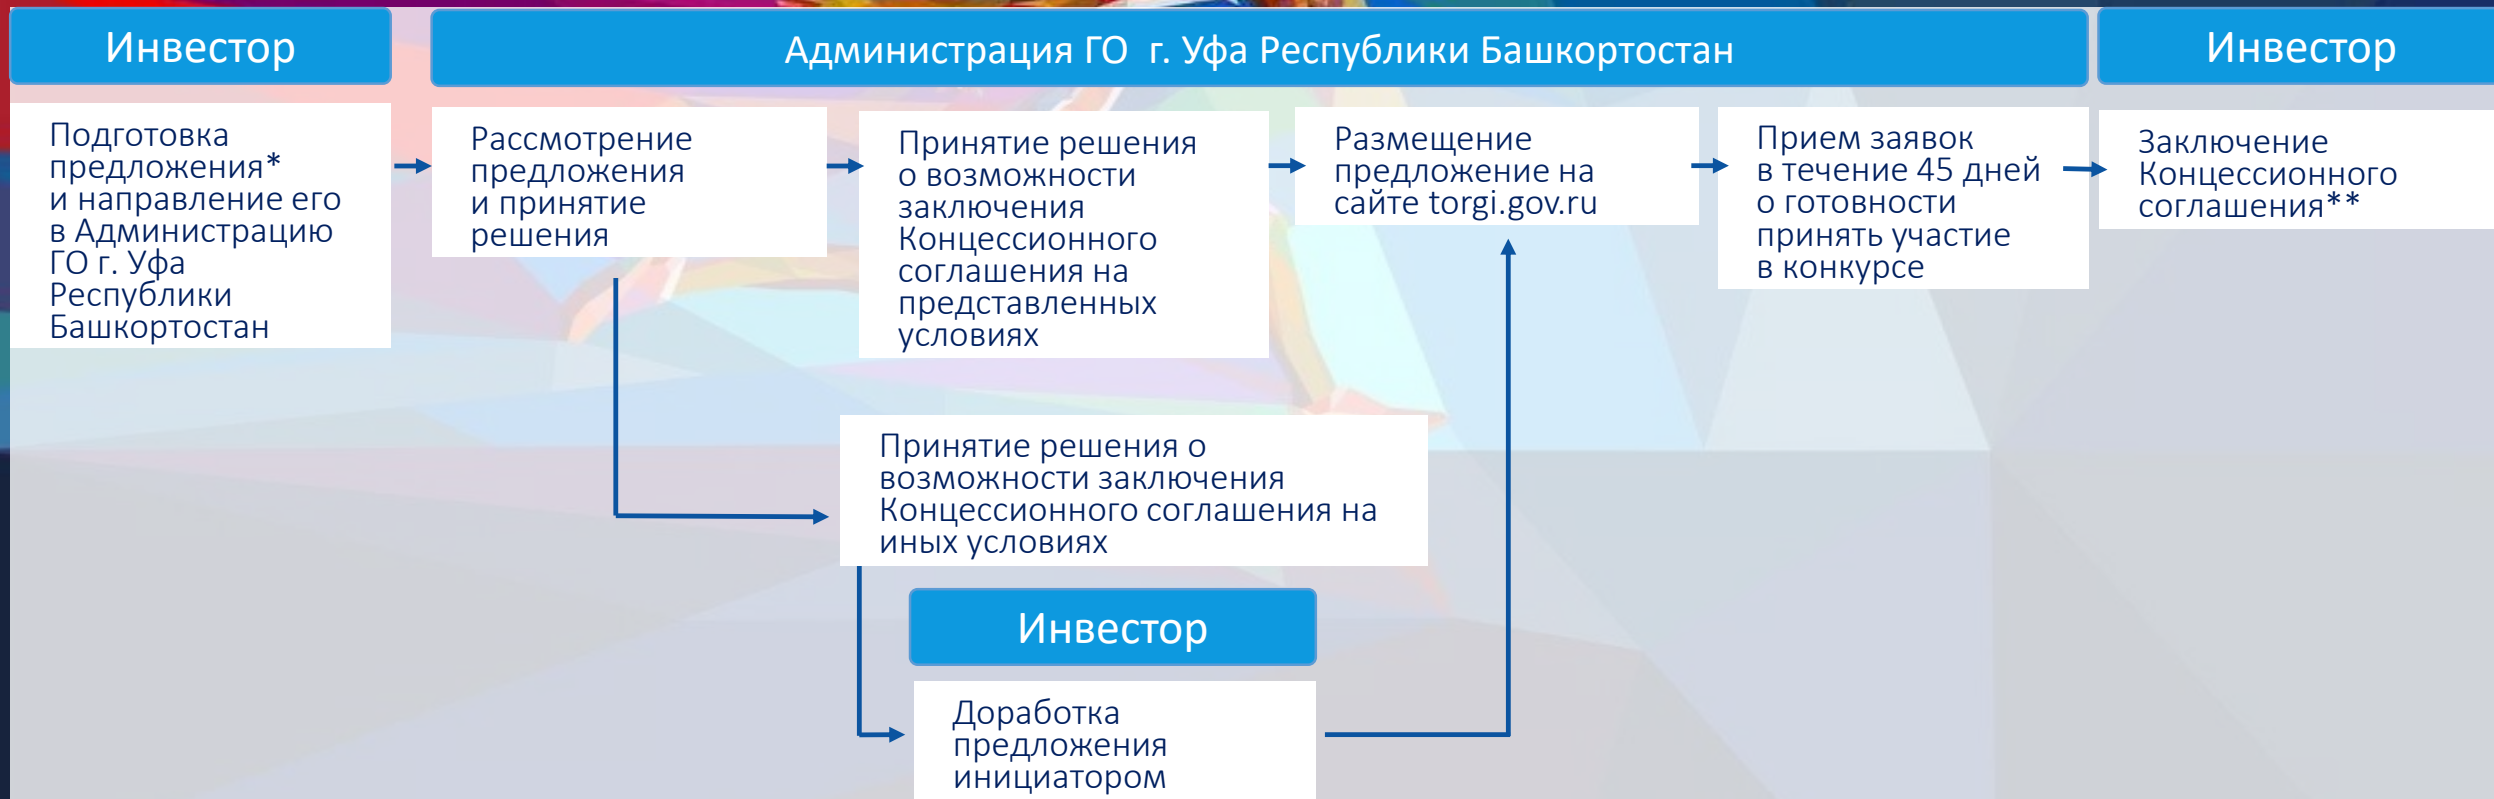 Инвестор
Администрация ГО г. Уфа Республики Башкортостан
Инвестор
Подготовка
предложения*
и направление его
в Администрацию
ГО г. Уфа
Республики
Башкортостан
Рассмотрение
предложения
и принятие
решения
Принятие решения
о возможности
заключения
Концессионного
соглашения на
представленных
условиях
Размещение
предложение на
сайте torgi.gov.ru
Прием заявок
в течение 45 дней
о готовности
принять участие
в конкурсе
Заключение
Концессионного
соглашения**
Принятие решения о
возможности заключения
Концессионного соглашения на
иных условиях
Инвестор
Доработка
предложения
инициатором